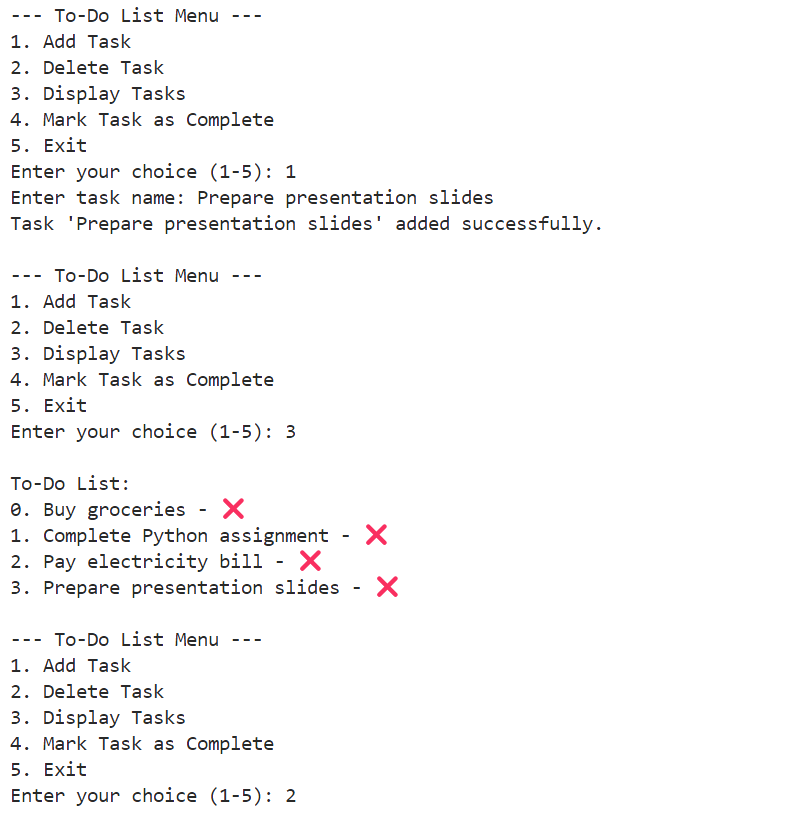 --- To-Do List Menu ---
1. Add Task
2. Delete Task
3. Display Tasks
4. Mark Task as Complete
5. Exit
Enter your choice (1-5): 1
Enter task name: Prepare presentation slides
Task 'Prepare presentation slides' added successfully.

--- To-Do List Menu ---
1. Add Task
2. Delete Task
3. Display Tasks
4. Mark Task as Complete
5. Exit
Enter your choice (1-5): 3

To-Do List:
0. Buy groceries - ❌
1. Complete Python assignment - ❌
2. Pay electricity bill - ❌
3. Prepare presentation slides - ❌

--- To-Do List Menu ---
1. Add Task
2. Delete Task
3. Display Tasks
4. Mark Task as Complete
5. Exit
Enter your choice (1-5): 2